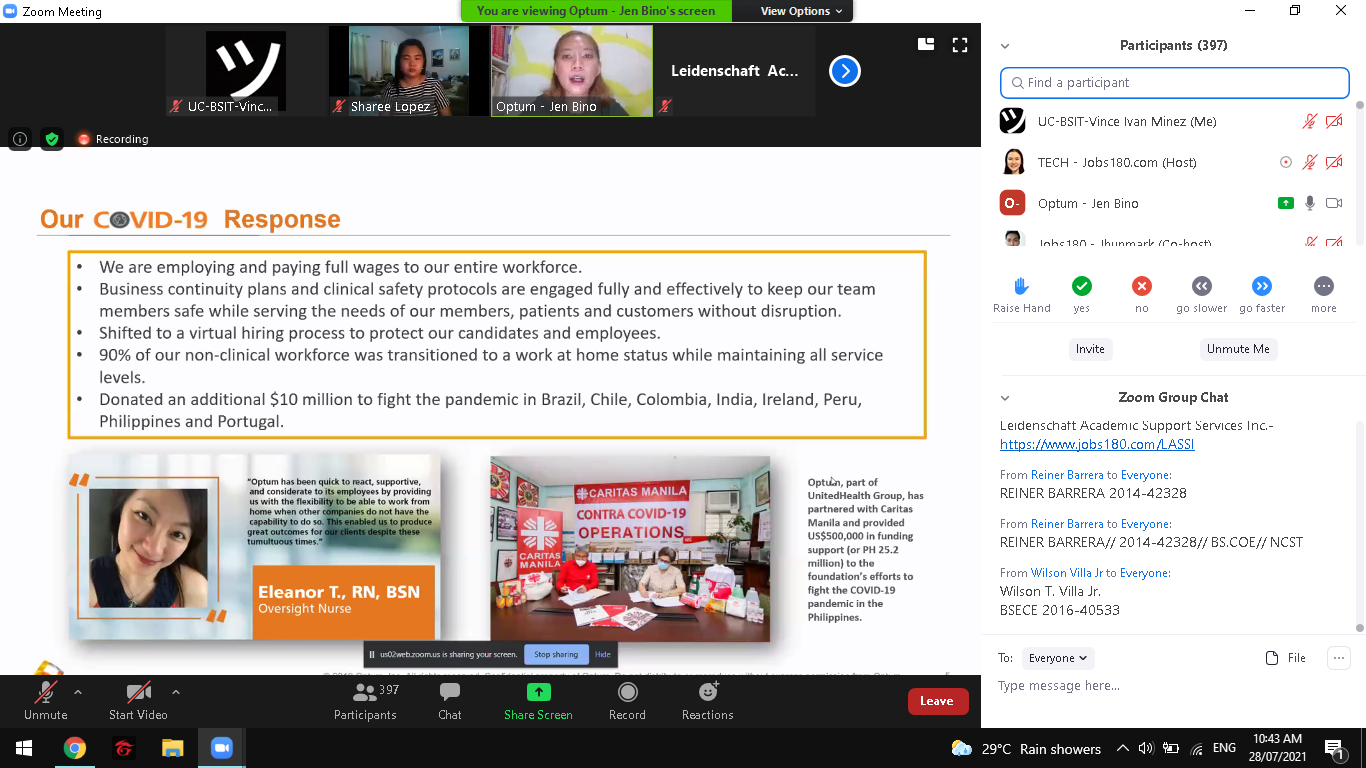 Zoom Meeting
You are viewing Optum - Jen Bino's screen
View Options
ツ
UC-BSIT-Vinc...
Sharee Lopez
Optum - Jen Bino
Leidenschaft Ac...
Recording
Our COVID-19 Response
• We are employing and paying full wages to our entire workforce.
• Business continuity plans and clinical safety protocols are engaged fully and effectively to keep our team
members safe while serving the needs of our members, patients and customers without disruption.
• Shifted to a virtual hiring process to protect our candidates and employees.
• 90% of our non-clinical workforce was transitioned to a work at home status while maintaining all service
levels.
• Donated an additional $10 million to fight the pandemic in Brazil, Chile, Colombia, India, Ireland, Peru,
Philippines and Portugal.
"Optum has been quick to react, supportive,
and considerate to its employees by providing
us with the flexibility to be able to work from
home when other companies do not have the
capability to do so. This enabled us to produce
great outcomes for our clients despite these
tumultuous times."
Eleanor T., RN, BSN
Oversight Nurse
CARITAS MANILA
CONTRA COVID-19
OPERATIONS
CARITAS
MANILA
Optum, part of
UnitedHealth Group, has
partnered with Caritas
Manila and provided
US$500,000 in funding
support (or PH 25.2
million) to the
foundation's efforts to
fight the COVID-19
pandemic in the
Philippines.
us02web.zoom.us is sharing your screen.
Stop sharing
Hide
Unmute
Start Video
397
Participants
Chat
Share Screen
Record
Reactions
Leave
Participants (397)
Find a participant
UC-BSIT-Vince Ivan Minez (Me)
TECH - Jobs180.com (Host)
O-
Optum - Jen Bino
Jobs180 - Jhunmark (Co-host)
Raise Hand
yes
no
go slower
go faster
more
Invite
Unmute Me
Zoom Group Chat
Leidenschaft Academic Support Services Inc.-
https://www.jobs180.com/LASSI
From Reiner Barrera to Everyone:
REINER BARRERA 2014-42328
From Reiner Barrera to Everyone:
REINER BARRERA// 2014-42328// BS.COE// NCST
From Wilson Villa Jr to Everyone:
Wilson T. Villa Jr.
BSECE 2016-40533
To:
Everyone
File
Type message here...
29°C Rain showers
ENG
10:43 AM
28/07/2021
1